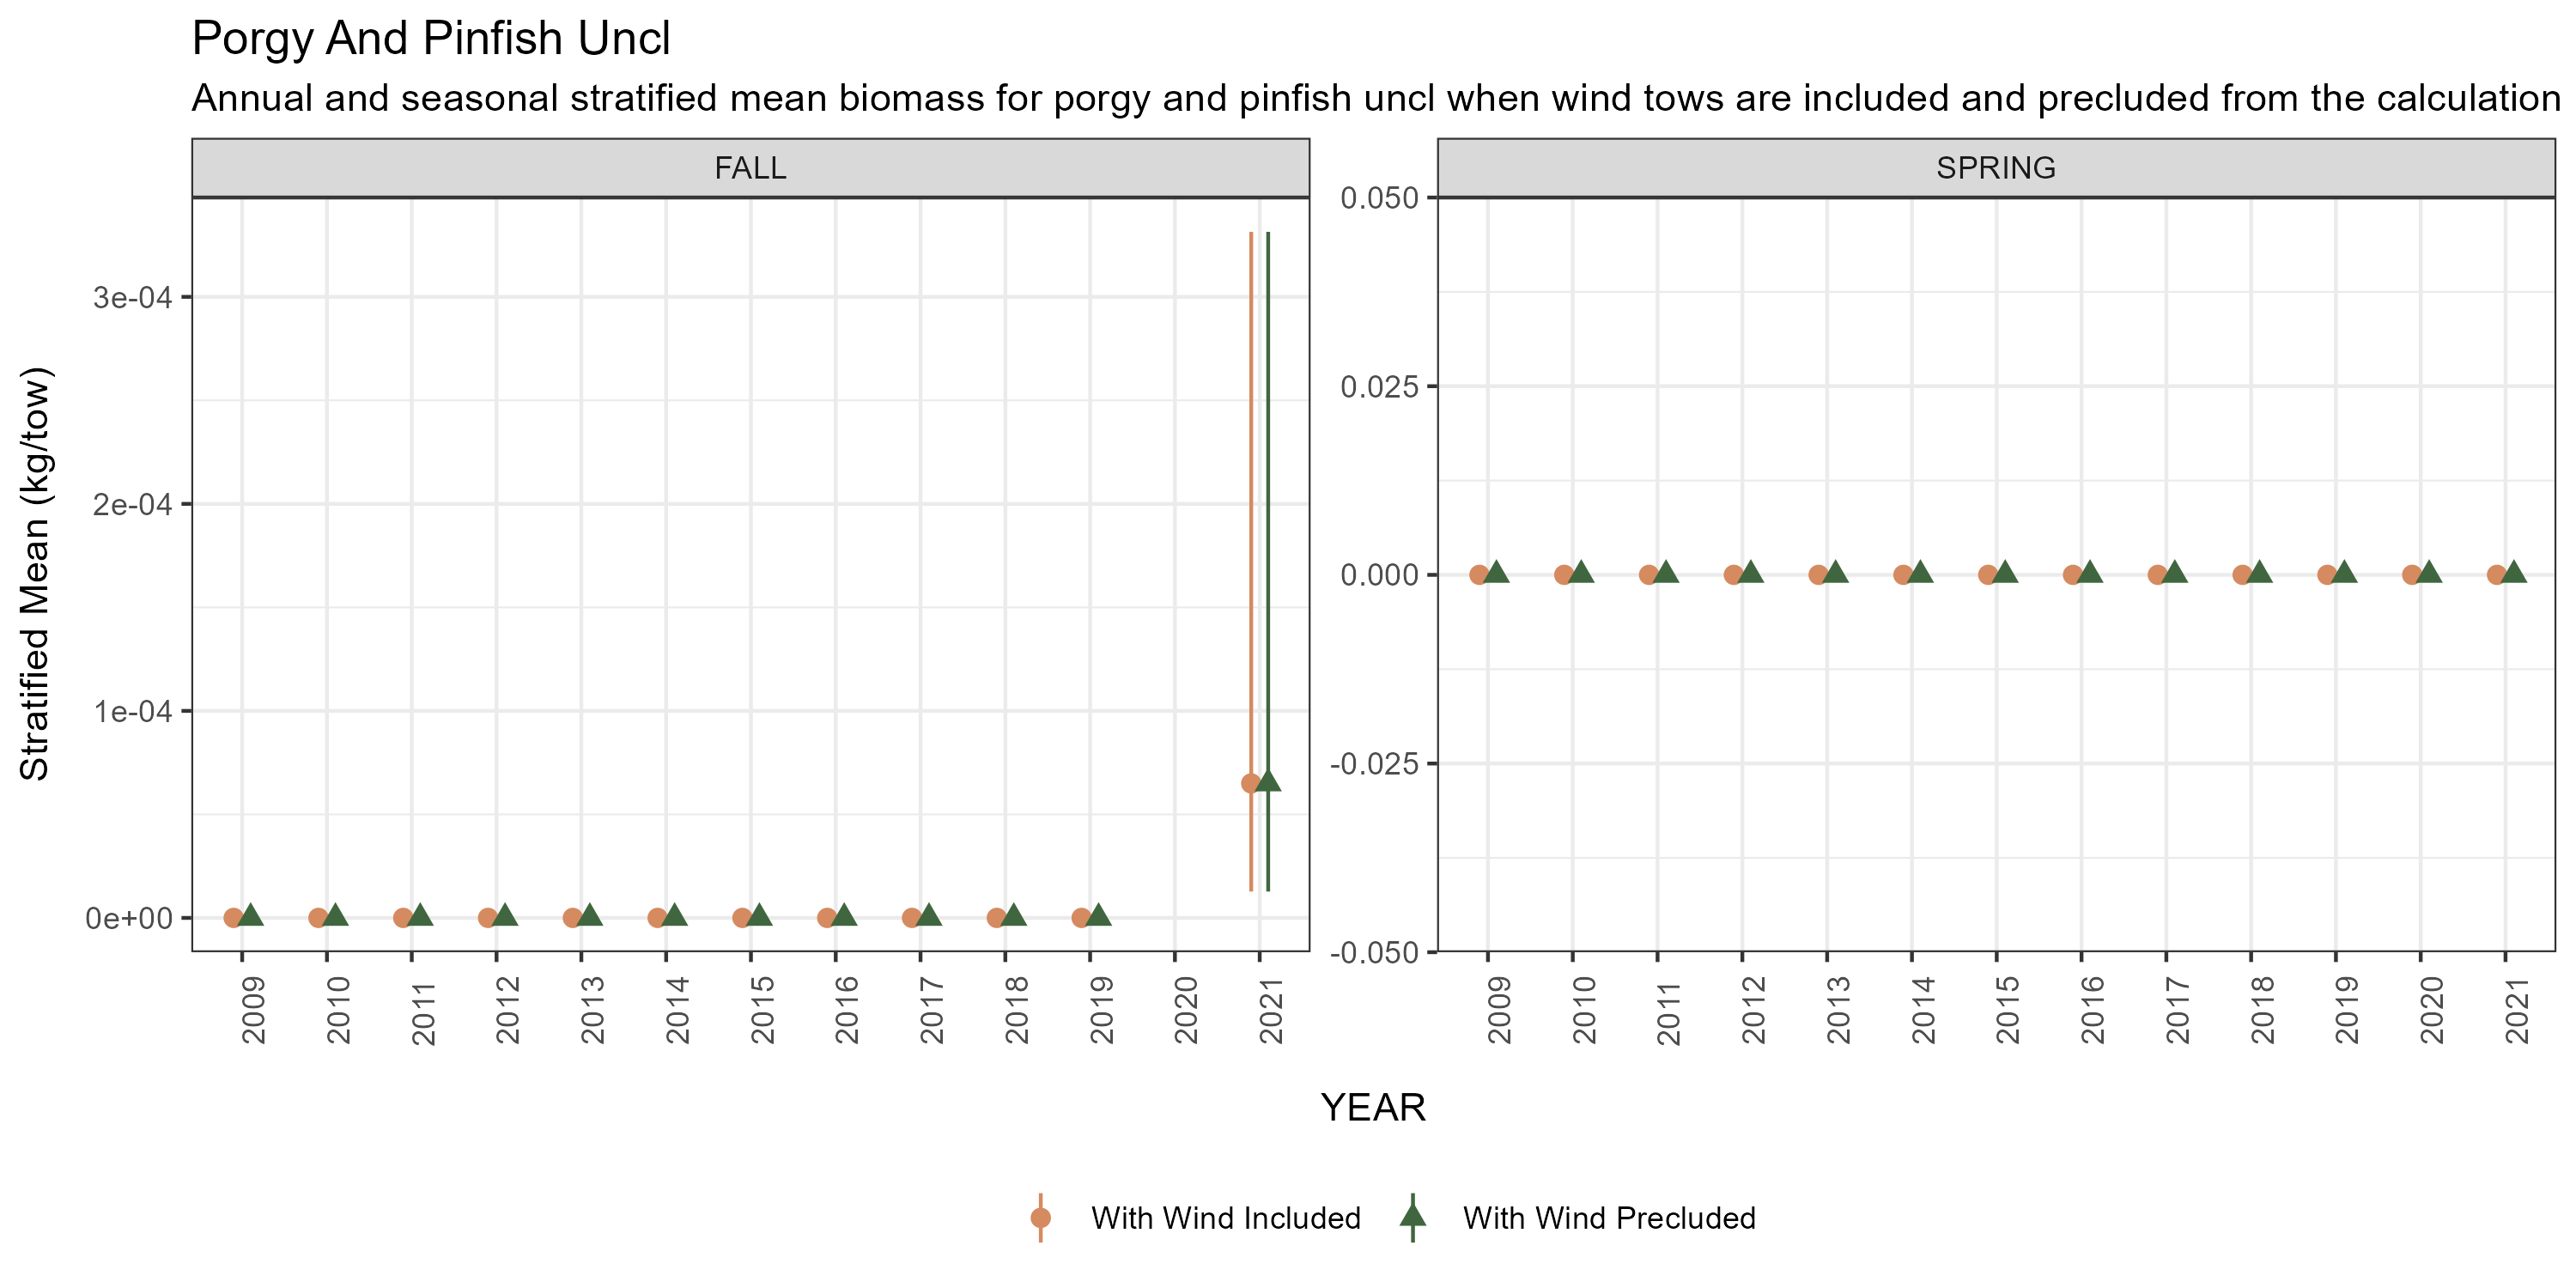 Porgy And Pinfish Uncl
Annual and seasonal stratified mean biomass for porgy and pinfish uncl when wind tows are included and precluded from the calculation
FALL
SPRING
Stratified Mean (kg/tow)
3e-04
2e-04
1e-04
0e+00
0.050
0.025
0.000
-0.025
-0.050
2009 2010 2011 2012 2013 2014 2015 2016 2017 2018 2019 2020 2021
2009 2010 2011 2012 2013 2014 2015 2016 2017 2018 2019 2020 2021
YEAR
With Wind Included
With Wind Precluded